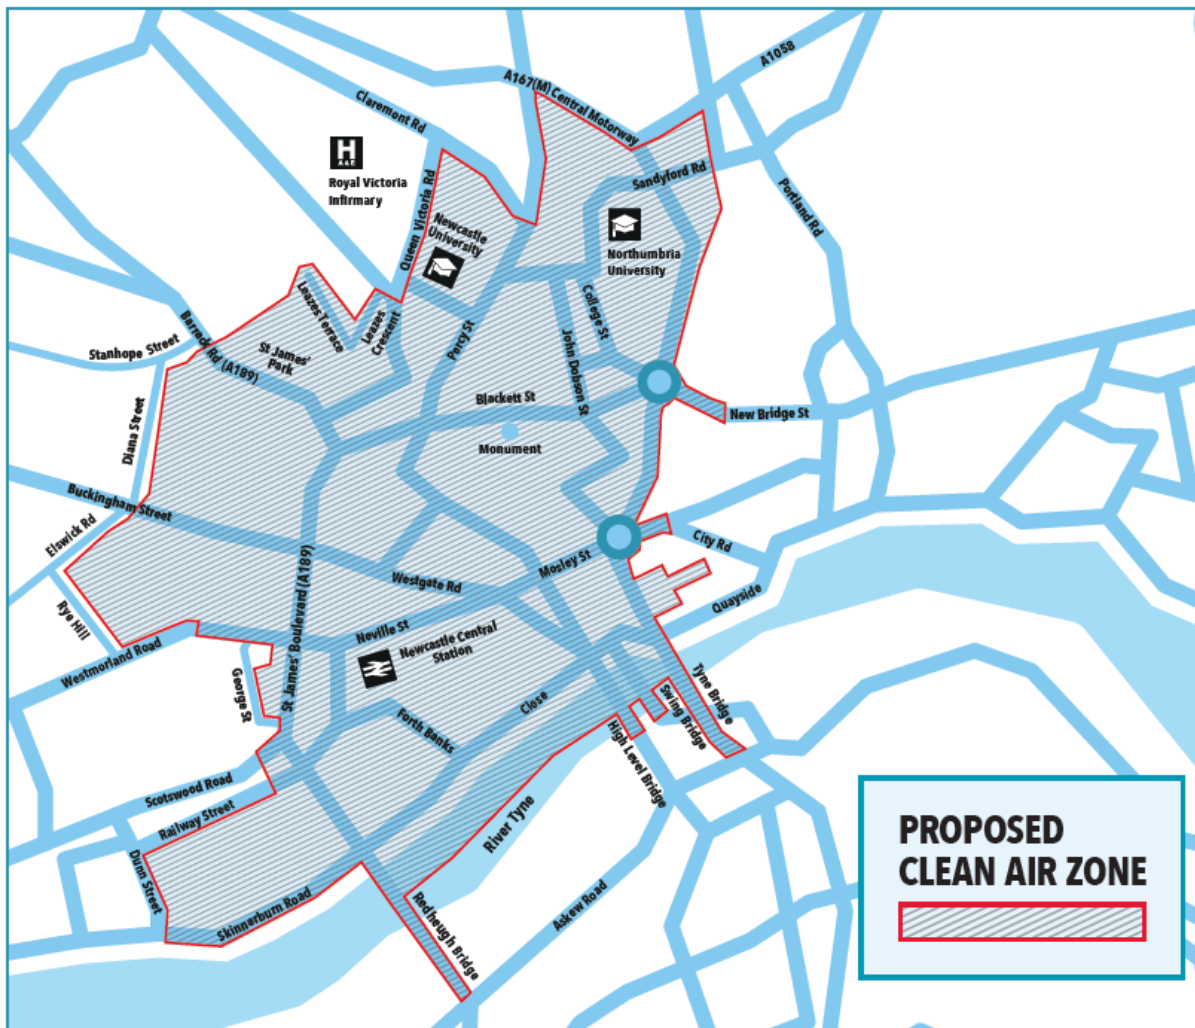 A167(M) Central Motorway
A1058
Claremont Rd
H
A&E
Royal Victoria
Infirmary
Queen Victoria Rd
Newcastle
University
Sandyford Rd
Northumbria
University
Portland Rd
Leazes Terrace
Leazes
Crescent
Percy St
College St
John Dobson St
Barrack Rd (A189)
St James'
Park
Stanhope Street
Diana Street
Blackett St
Monument
New Bridge St
Buckingham Street
Elswick Rd
Rye Hill
Westgate Rd
Mosley St
City Rd
Quayside
St James' Boulevard (A189)
Neville St
Newcastle Central
Station
Westmorland Road
George St
Forth Banks
Close
Tyne Bridge
Swing Bridge
High Level Bridge
Scotswood Road
Railway Street
Dunn Street
Skinnerburn Road
River Tyne
Redheugh Bridge
Askew Road
PROPOSED
CLEAN AIR ZONE